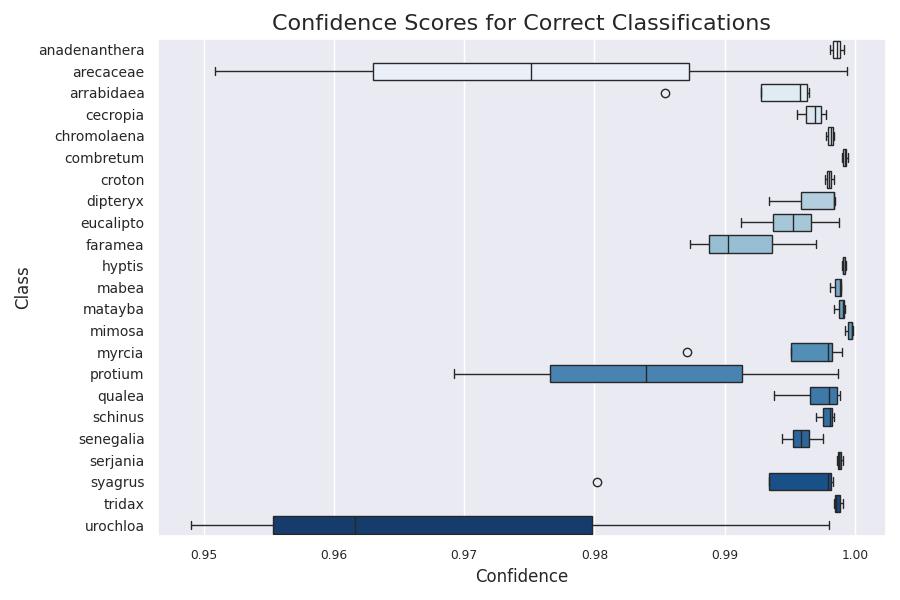 Confidence Scores for Correct Classifications
anadenanthera
arecaceae
arrabidaea
cecropia
chromolaena
combretum
croton
dipteryx
eucalipto
faramea
hyptis
mabea
matayba
mimosa
myrcia
protium
qualea
schinus
senegalia
serjania
syagrus
tridax
urochloa
Class
0.95 0.96 0.97 0.98 0.99 1.00
Confidence